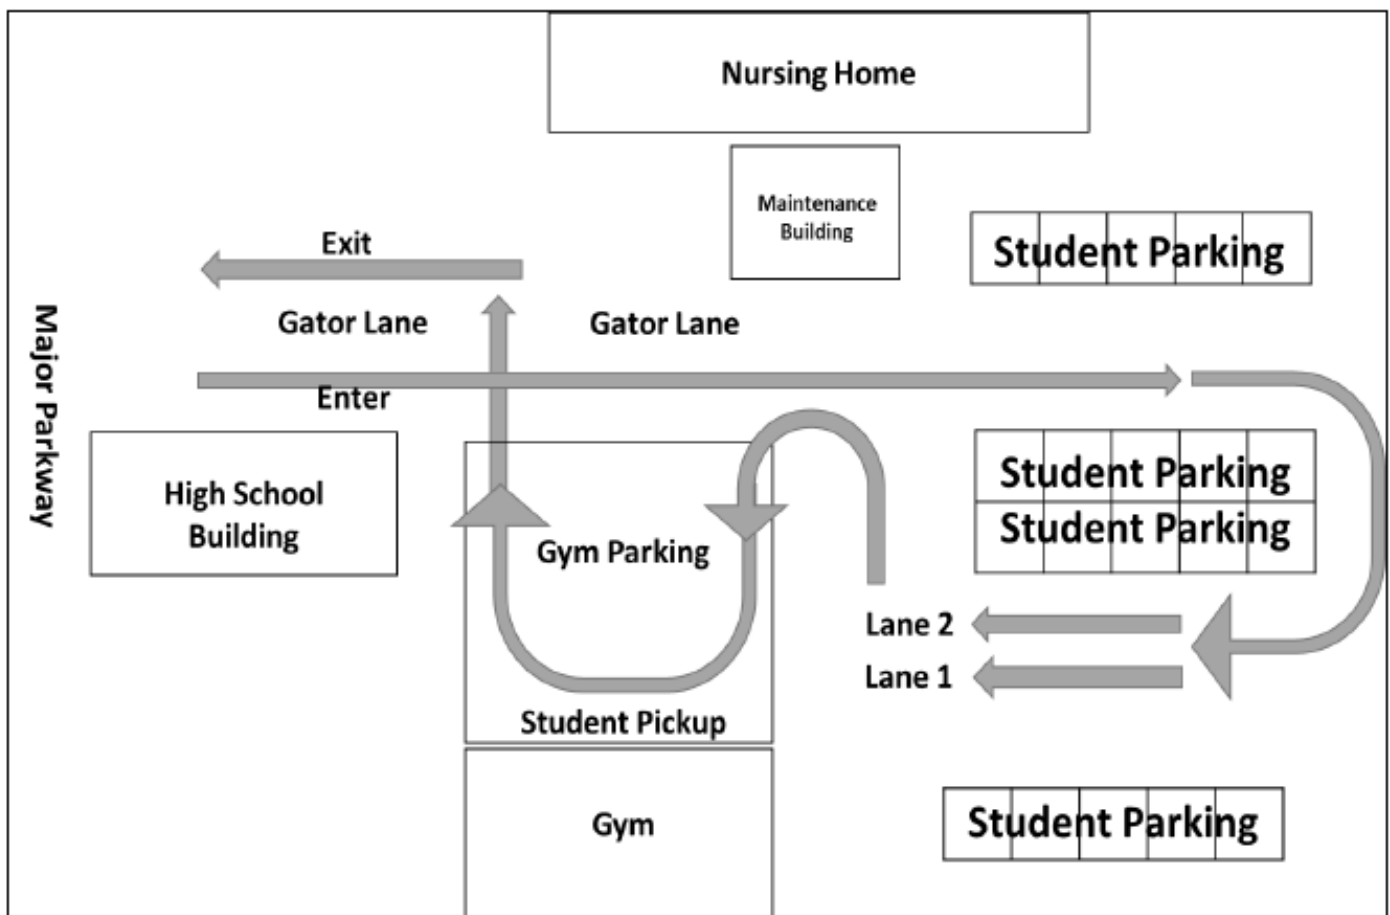 Nursing Home
Maintenance
Building
Student Parking
Exit
Gator Lane
Gator Lane
Major Parkway
Enter
High School
Building
Gym Parking
Student Parking
Student Parking
Lane 2
Lane 1
Student Pickup
Gym
Student Parking